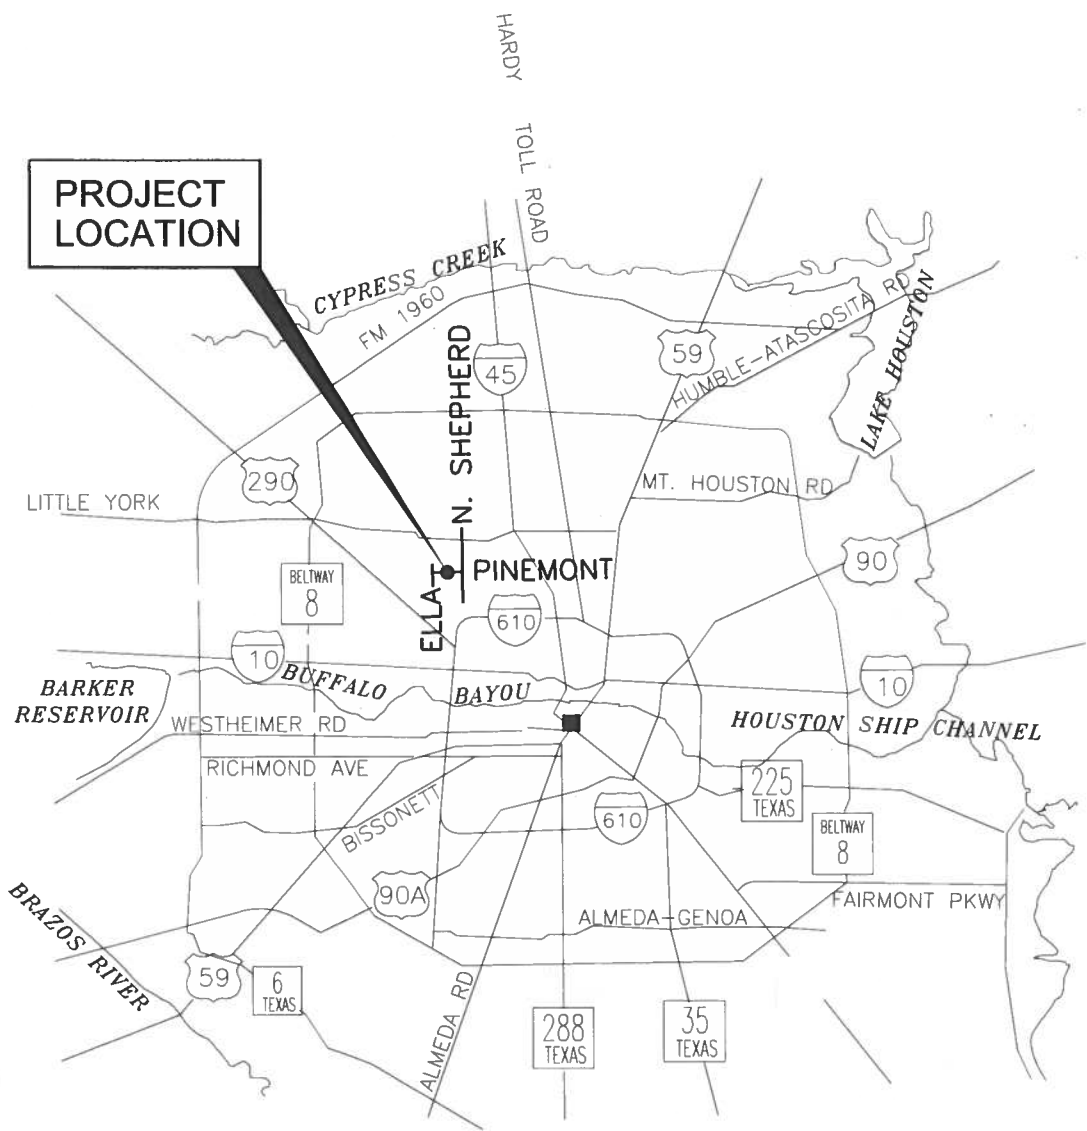 HARDY TOLL ROAD
PROJECT
LOCATION
CYPRESS CREEK
FM 1960
N. SHEPHERD
45
59
HUMBLE-ATASCOSITA RD
LAKE HOUSTON
290
MT. HOUSTON RD
LITTLE YORK
90
PINEMONT
ELLA
BELTWAY
8
610
10
BUFFALO BAYOU
10
BARKER
RESERVOIR
WESTHEIMER RD
HOUSTON SHIP CHANNEL
RICHMOND AVE
225
TEXAS
BISSONETT
610
BELTWAY
8
90A
FAIRMONT PKWY
ALMEDA-GENOA
BRAZOS RIVER
59
6
TEXAS
ALMEDA RD
288
TEXAS
35
TEXAS